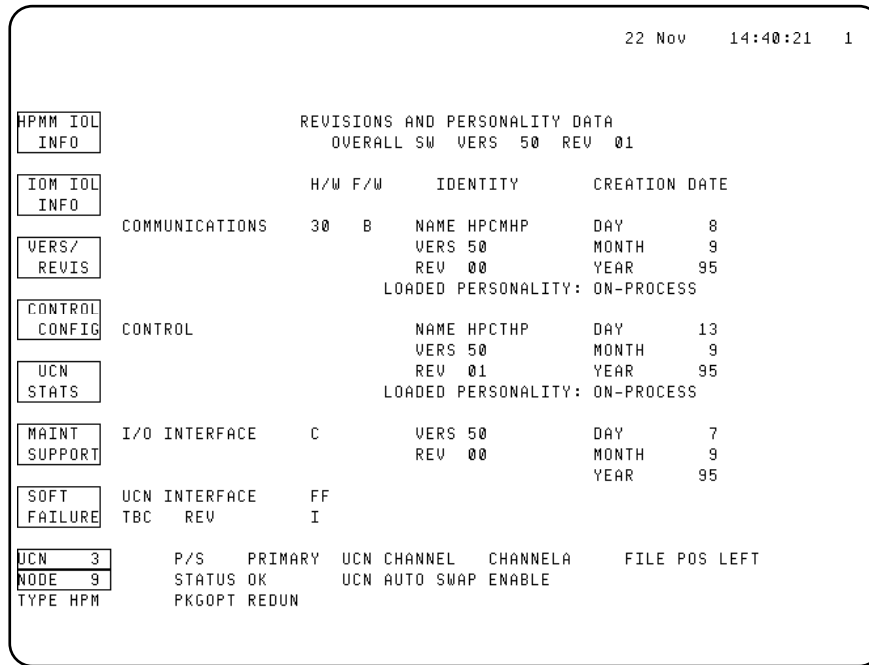 22 Nov 14:40:21 1
HPMM IOL REVISIONS AND PERSONALITY DATA
INFO OVERALL SW VERS 50 REV 01
IOM IOL H/W F/W IDENTITY CREATION DATE
INFO
COMMUNICATIONS 30 B NAME HPCMHP DAY 8
VERS/ VERS 50 MONTH 9
REVIS REV 00 YEAR 95
LOADED PERSONALITY: ON-PROCESS
CONTROL
CONFIG CONTROL NAME HPCTHP DAY 13
VERS 50 MONTH 9
UCN REV 01 YEAR 95
STATS LOADED PERSONALITY: ON-PROCESS
MAINT I/O INTERFACE C VERS 50 DAY 7
SUPPORT REV 00 MONTH 9
YEAR 95
SOFT UCN INTERFACE FF
FAILURE TBC REV I
UCN 3 P/S PRIMARY UCN CHANNEL CHANNELA FILE POS LEFT
NODE 9 STATUS OK UCN AUTO SWAP ENABLE
TYPE HPM PKGOPT REDUN